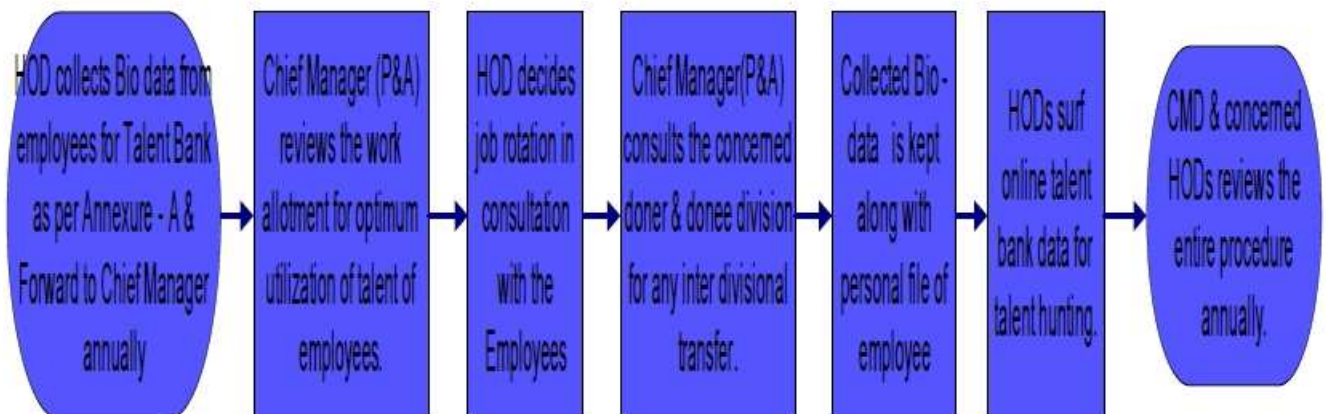 HOD collects Bio data from
employees for Talent Bank
as per Annexure - A &
Forward to Chief Manager
annually
Chief Manager (P&A)
reviews the work
allotment for optimum
utilization of talent of
employees.
HOD decides
job rotation in
consultation
with the
Employees
Chief Manager(P&A)
consults the concerned
doner & donee division
for any inter divisional
transfer.
Collected Bio -
data is kept
along with
personal file of
employee
HODs surf
online talent
bank data for
talent hunting.
CMD & concerned
HODs reviews the
entire procedure
annually.